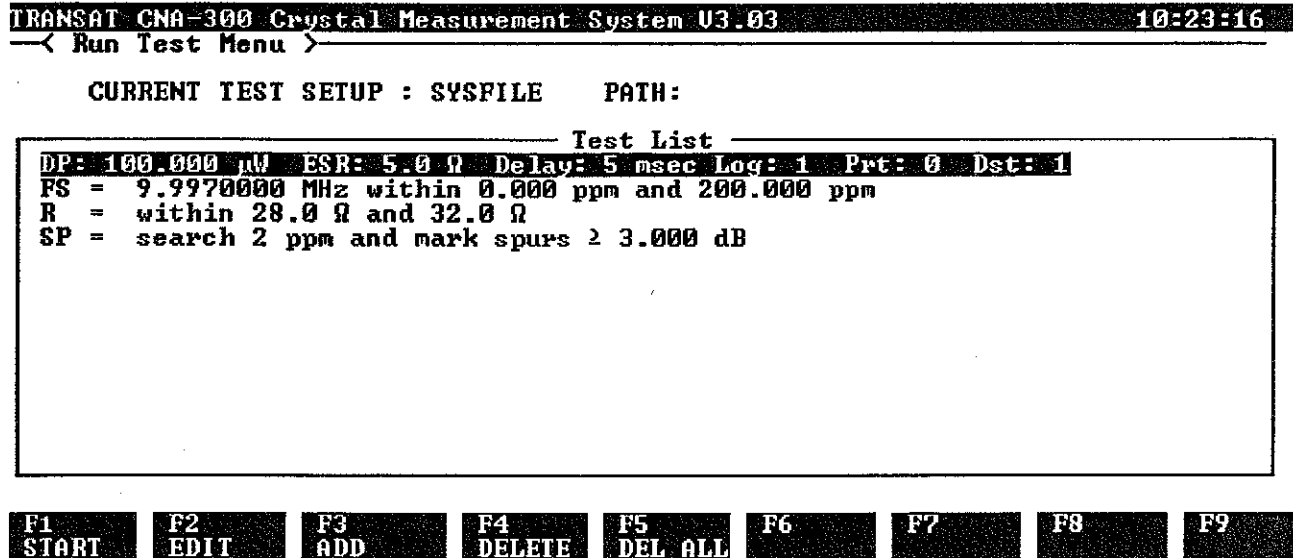 TRANSAT CNA-300 Crystal Measurement System V3.03 10:23:16
< Run Test Menu >
CURRENT TEST SETUP : SYSFILE PATH:
Test List
DP: 100.000 µW ESR: 5.0 Ω Delay: 5 msec Log: 1 Prt: 0 Dst: 1
FS = 9.9970000 MHz within 0.000 ppm and 200.000 ppm
R = within 28.0 Ω and 32.0 Ω
SP = search 2 ppm and mark spurs ≥ 3.000 dB
F1 F2 F3 F4 F5 F6 F7 F8 F9
START EDIT ADD DELETE DEL ALL